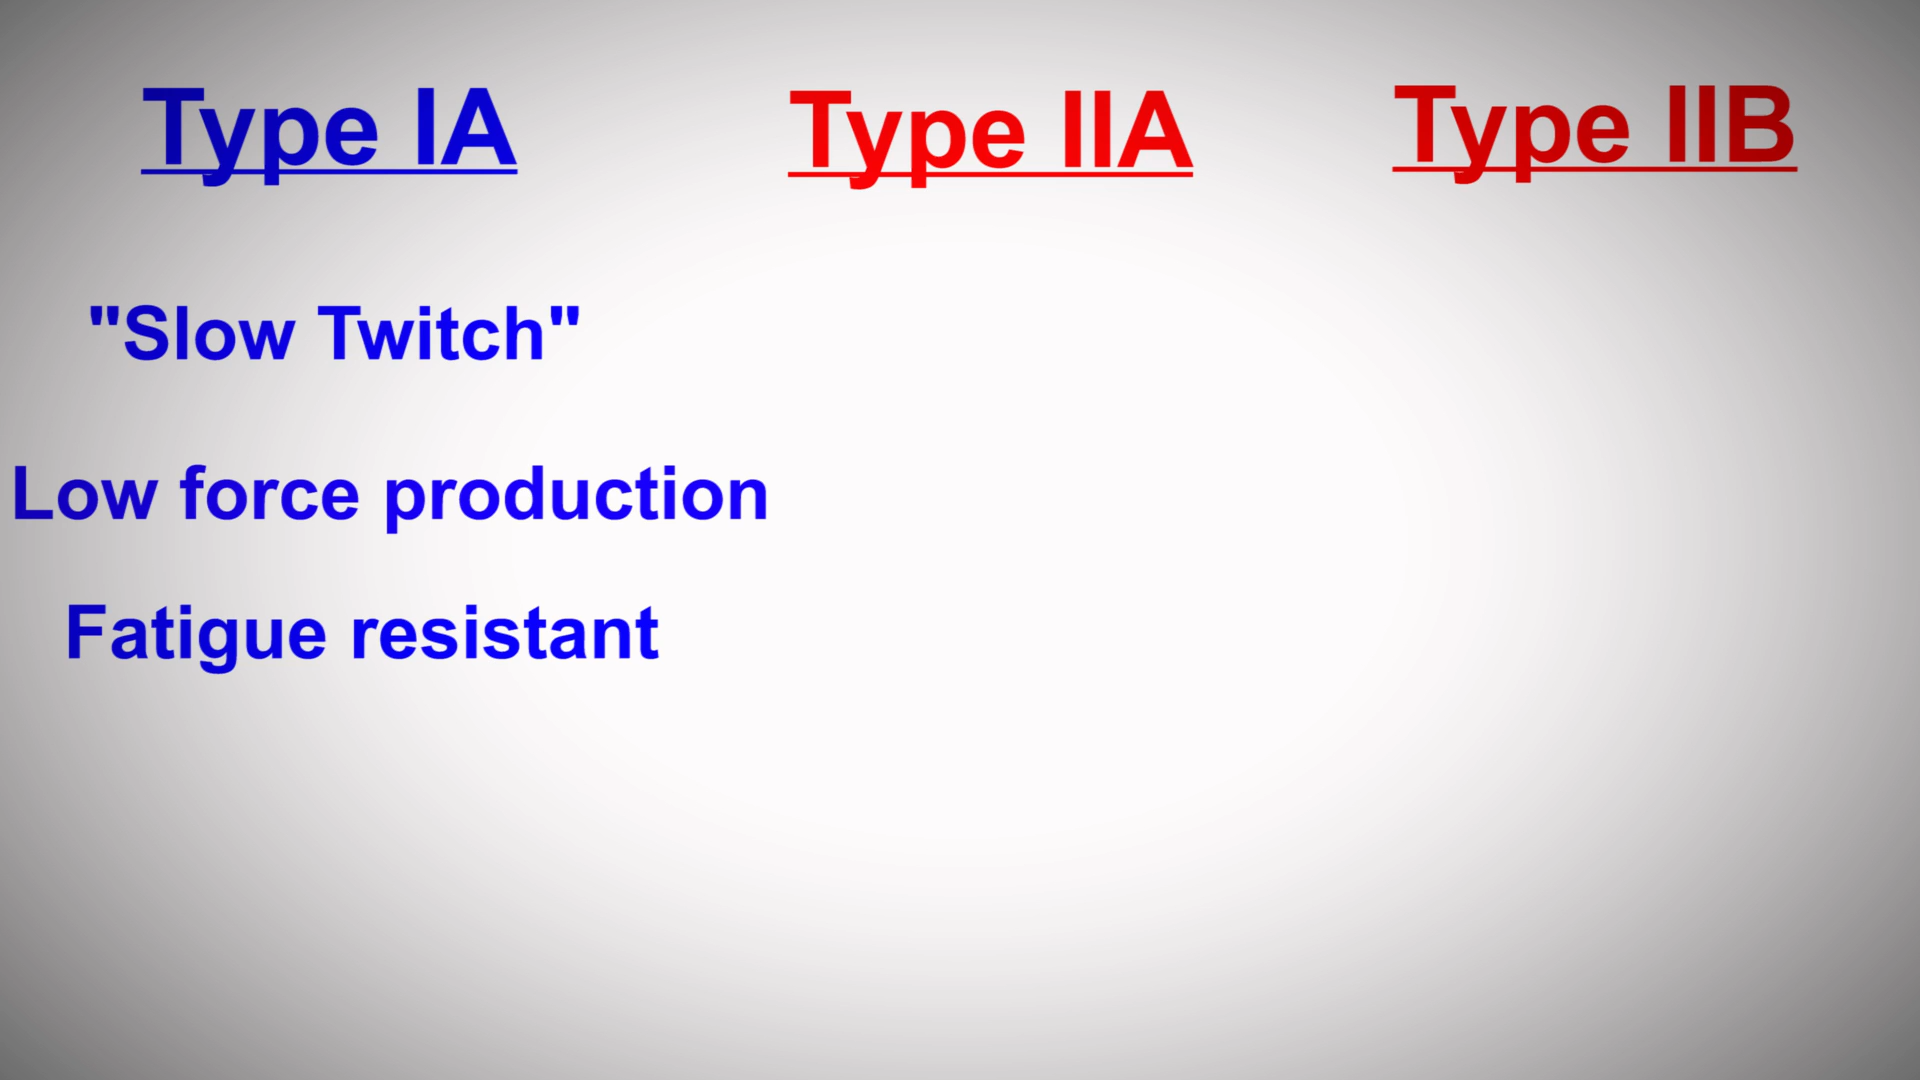 Type IA
Type IIA
Type IIB
"Slow Twitch"
Low force production
Fatigue resistant